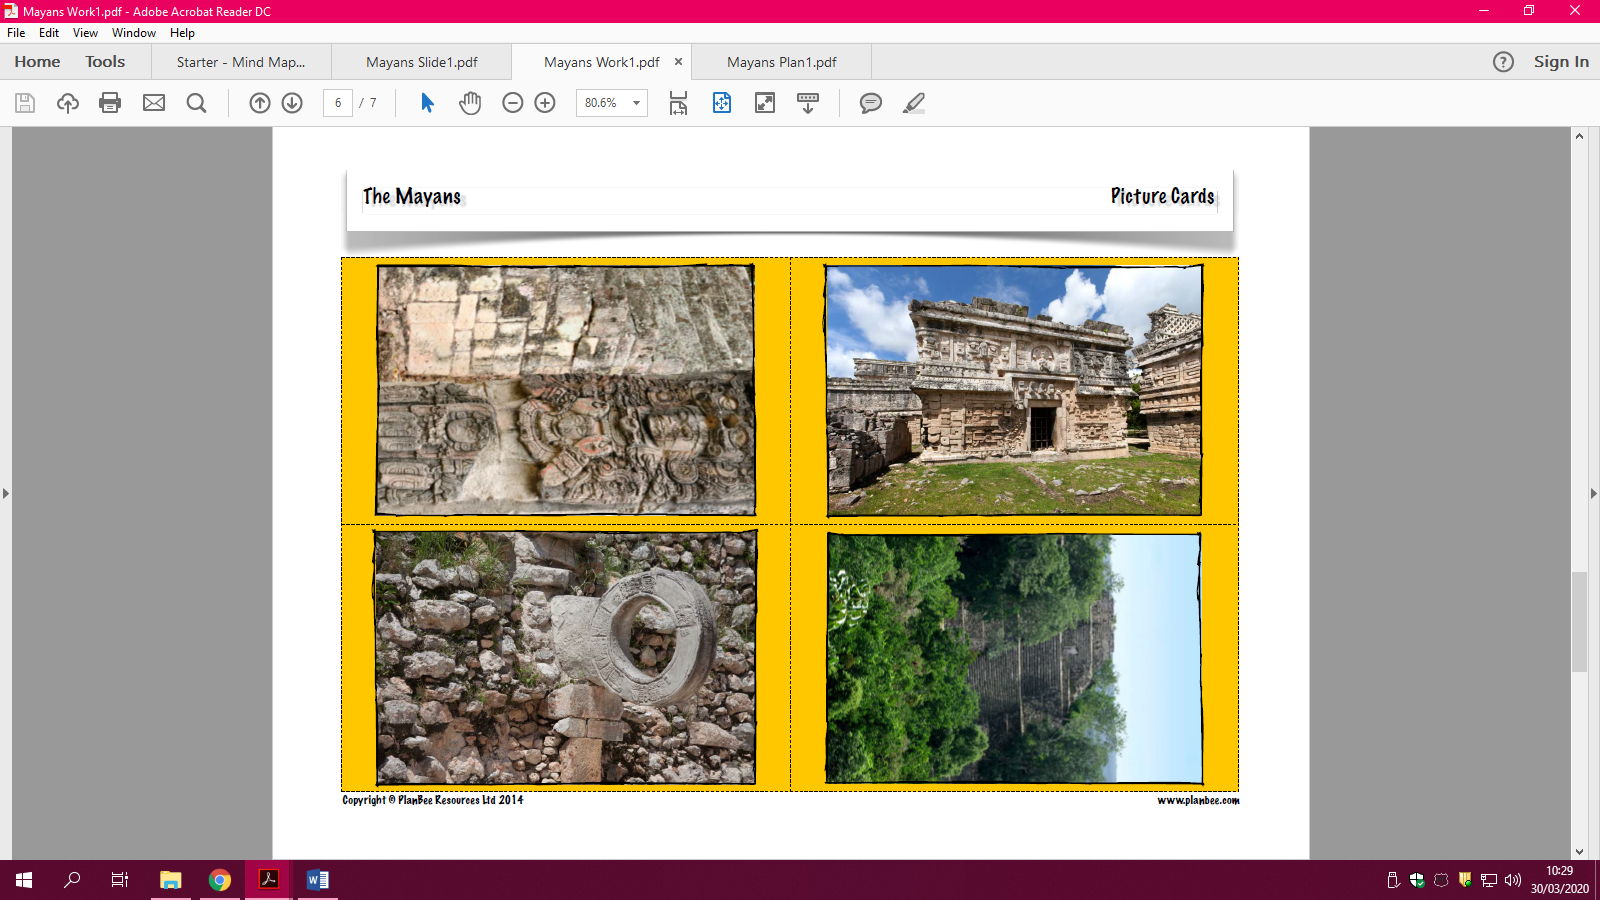 Mayans Work1.pdf - Adobe Acrobat Reader DC
File Edit View Window Help
Home Tools Starter - Mind Map... Mayans Slide1.pdf Mayans Work1.pdf × Mayans Plan1.pdf ? Sign In
6 / 7 80.6%
The Mayans Picture Cards
Copyright © PlanBee Resources Ltd 2014 www.planbee.com
10:29
30/03/2020